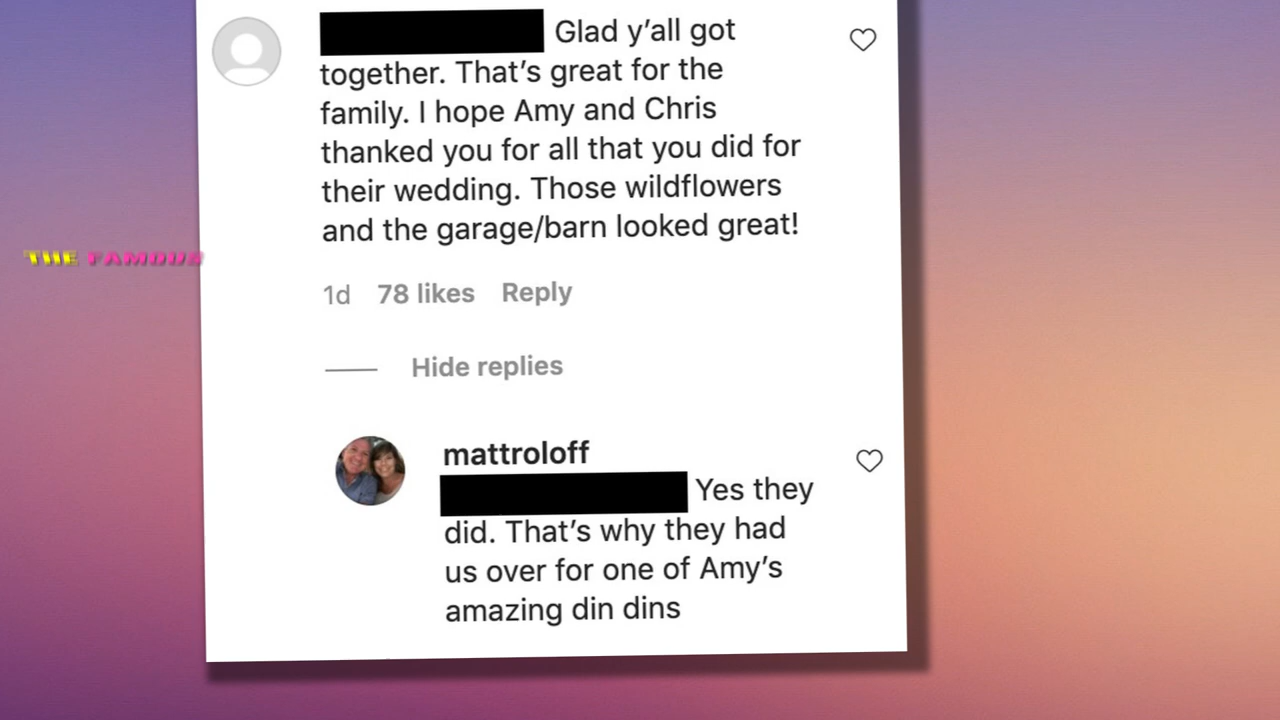 Glad y’all got
together. That’s great for the
family. I hope Amy and Chris
thanked you for all that you did for
their wedding. Those wildflowers
and the garage/barn looked great!
THE FAMOUS
1d 78 likes Reply
Hide replies
mattroloff
Yes they
did. That’s why they had
us over for one of Amy’s
amazing din dins